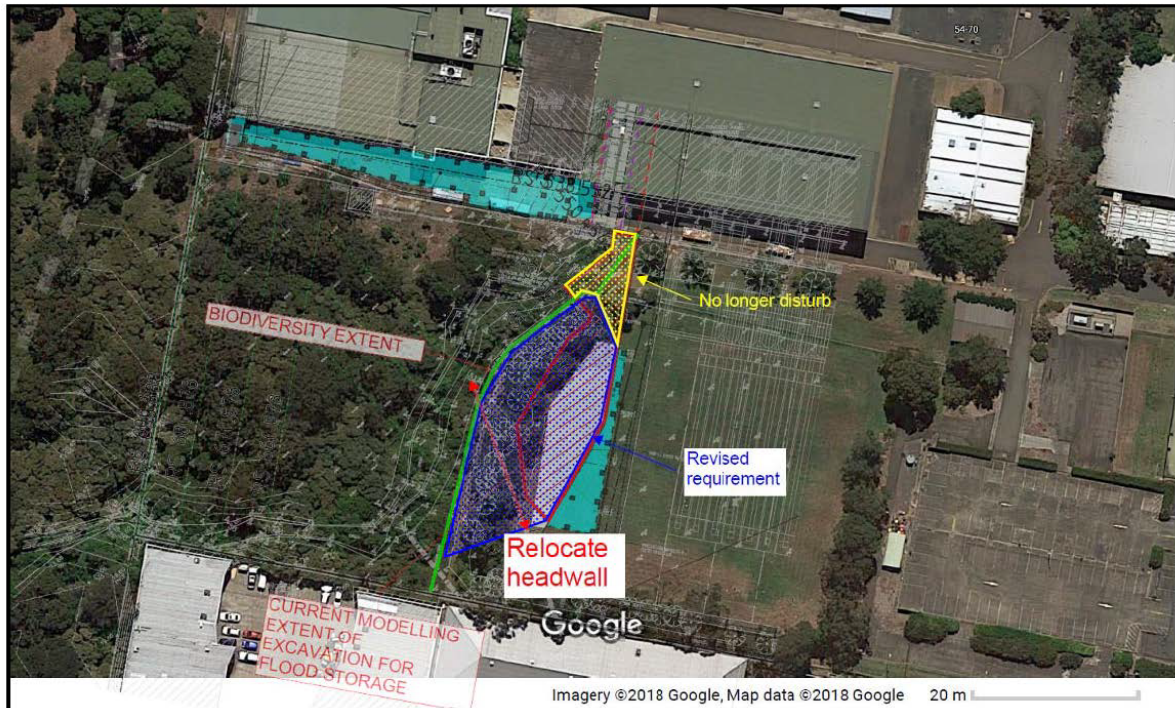 54-70
BIODIVERSITY EXTENT
No longer disturb
Revised
requirement
Relocate
headwall
CURRENT MODELLING
EXTENT OF
EXCAVATION FOR
FLOOD STORAGE
Google
Imagery ©2018 Google, Map data ©2018 Google 20 m